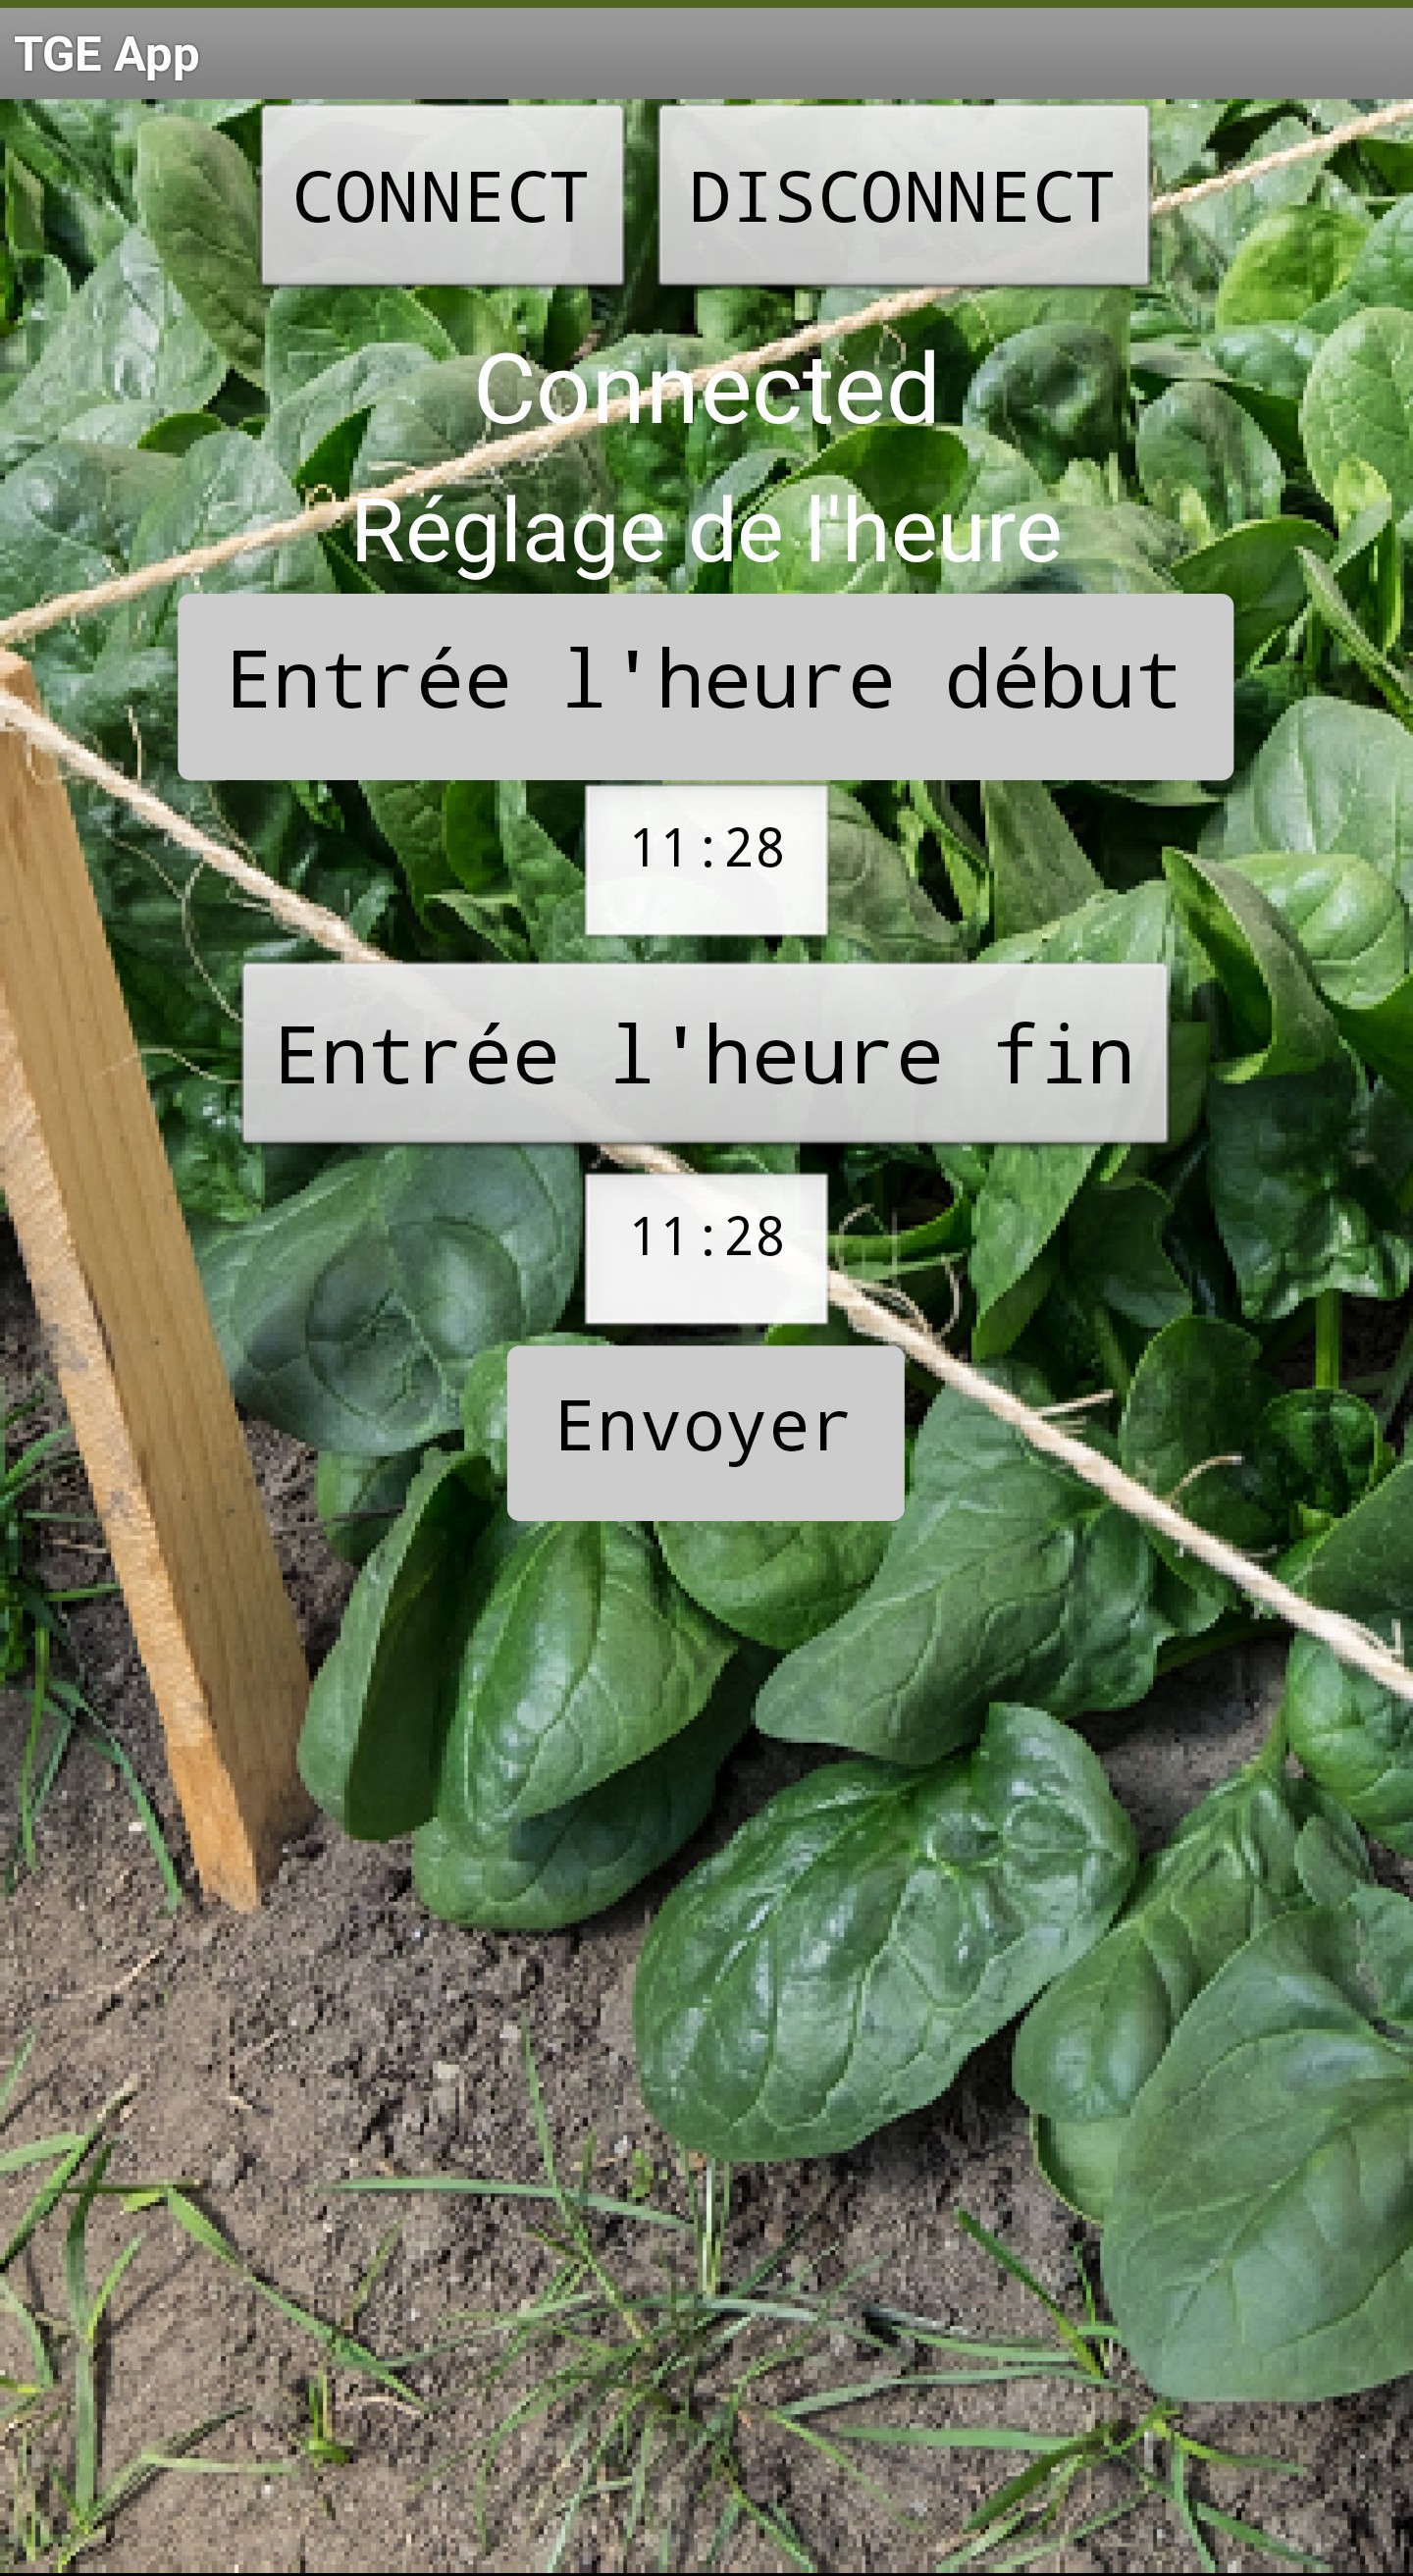 TGE App
CONNECT DISCONNECT
Connected
Réglage de l'heure
Entrée l'heure début
11:28
Entrée l'heure fin
11:28
Envoyer